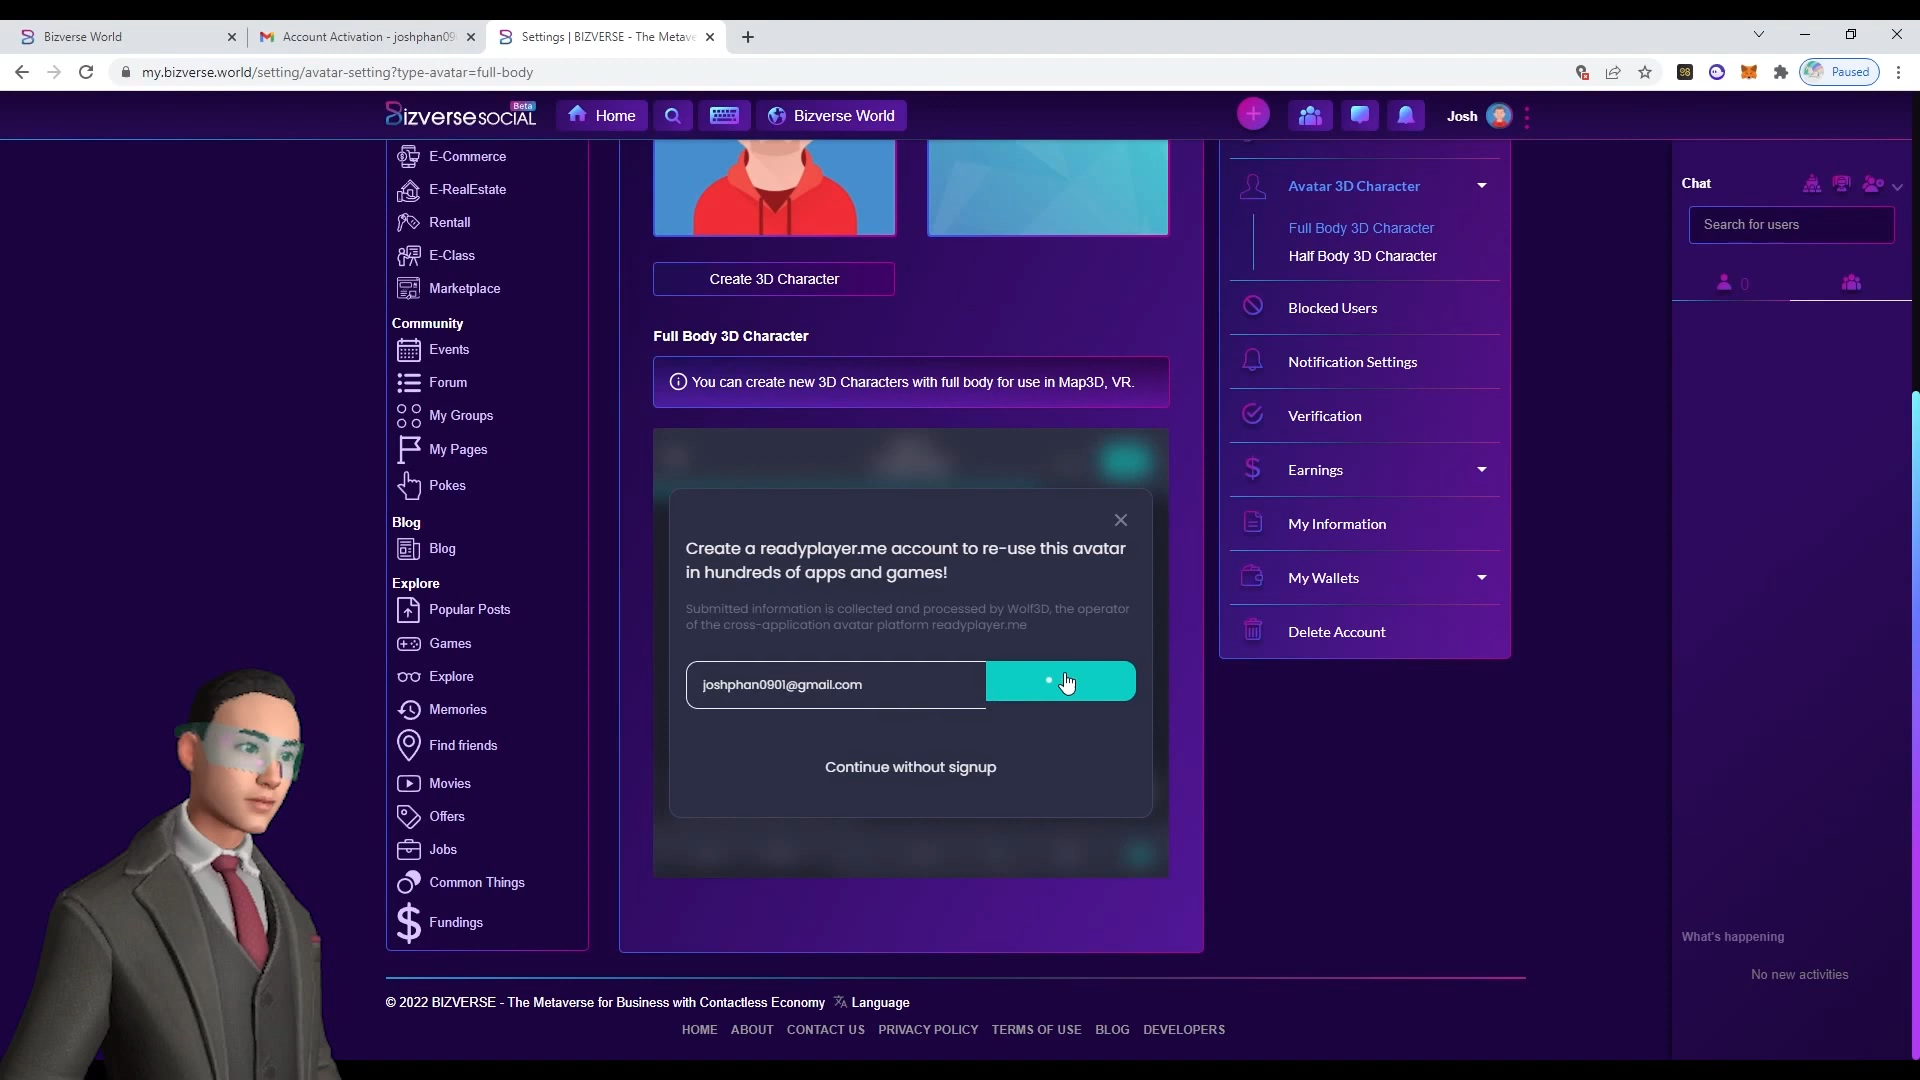 Bizverse World
Account Activation - joshphan090
Settings | BIZVERSE - The Metave
my.bizverse.world/setting/avatar-setting?type-avatar=full-body
Paused
Bizverse SOCIAL
Beta
Home
Bizverse World
Josh
E-Commerce
E-RealEstate
Rentall
E-Class
Marketplace
Community
Events
Forum
My Groups
My Pages
Pokes
Blog
Blog
Explore
Popular Posts
Games
Explore
Memories
Find friends
Movies
Offers
Jobs
Common Things
Fundings
Create 3D Character
Full Body 3D Character
You can create new 3D Characters with full body for use in Map3D, VR.
Create a readyplayer.me account to re-use this avatar
in hundreds of apps and games!
Submitted information is collected and processed by Wolf3D, the operator
of the cross-application avatar platform readyplayer.me
joshphan0901@gmail.com
Continue without signup
Avatar 3D Character
Full Body 3D Character
Half Body 3D Character
Blocked Users
Notification Settings
Verification
Earnings
My Information
My Wallets
Delete Account
Chat
Search for users
0
What's happening
No new activities
© 2022 BIZVERSE - The Metaverse for Business with Contactless Economy
Language
HOME ABOUT CONTACT US PRIVACY POLICY TERMS OF USE BLOG DEVELOPERS